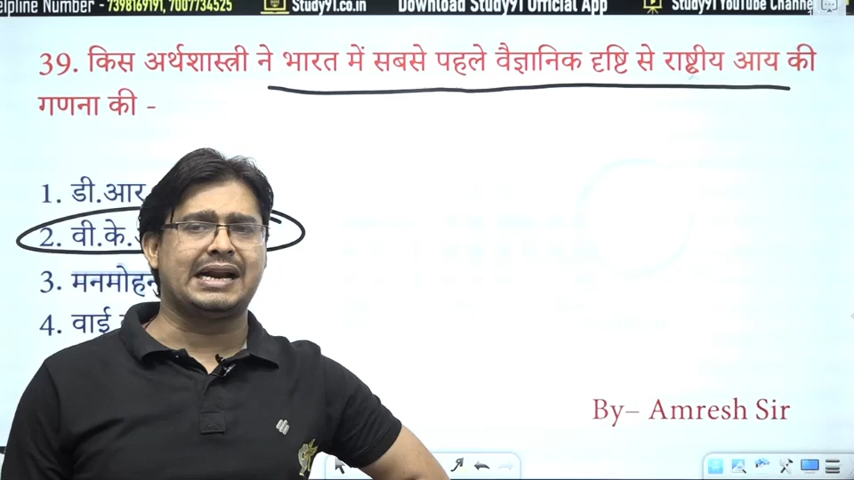 Helpline Number - 7398169191, 7007734525 Study91.co.in Download Study91 Official App Study91 YouTube Channel
39. किस अर्थशास्त्री ने भारत में सबसे पहले वैज्ञानिक दृष्टि से राष्ट्रीय आय की
गणना की -
1. डी.आर.
2. वी.के.
3. मनमोहन
4. वाई
By– Amresh Sir